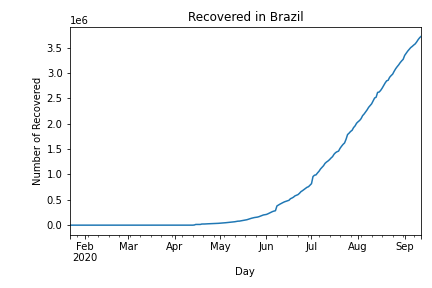 Recovered in Brazil
1e6
3.5
3.0
2.5
2.0
1.5
1.0
0.5
0.0
Number of Recovered
Feb Mar Apr May Jun Jul Aug Sep
2020
Day